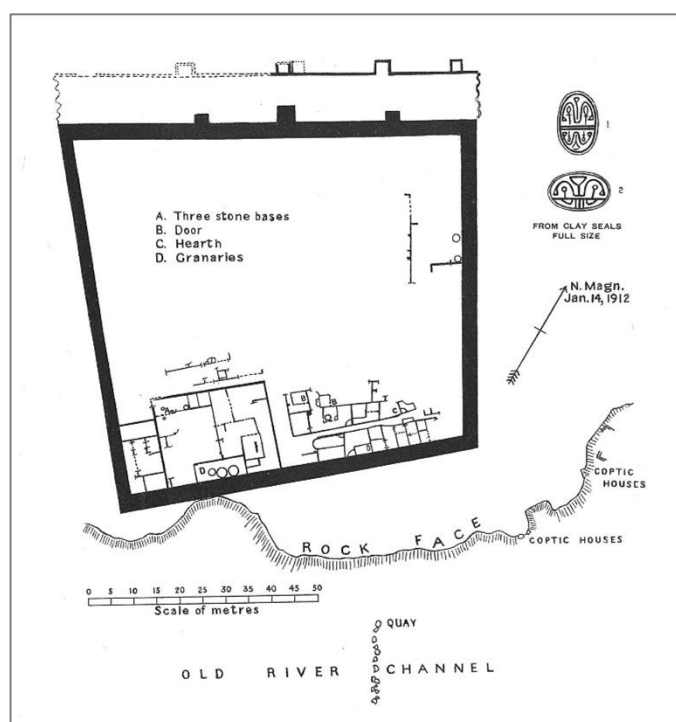 A. Three stone bases
B. Door
C. Hearth
D. Granaries
1
2
FROM CLAY SEALS
FULL SIZE
N. Magn.
Jan. 14, 1912
B
B
C
D
COPTIC
HOUSES
COPTIC HOUSES
ROCK FACE
0 5 10 15 20 25 30 35 40 45 50
Scale of metres
QUAY
OLD RIVER CHANNEL